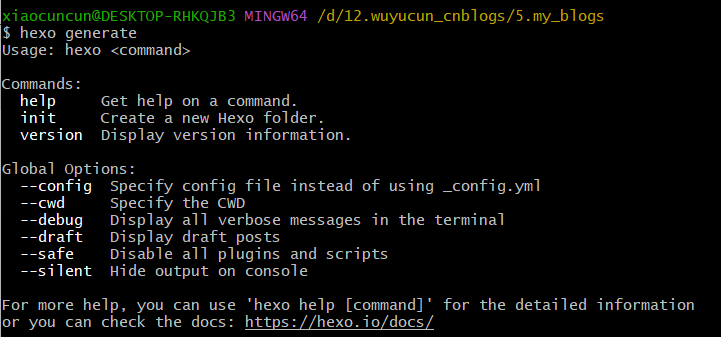 xiaocuncun@DESKTOP-RHKQJB3 MINGW64 /d/12.wuyucun_cnblogs/5.my_blogs
$ hexo generate
Usage: hexo <command>

Commands:
  help     Get help on a command.
  init     Create a new Hexo folder.
  version  Display version information.

Global Options:
  --config  Specify config file instead of using _config.yml
  --cwd     Specify the CWD
  --debug   Display all verbose messages in the terminal
  --draft   Display draft posts
  --safe    Disable all plugins and scripts
  --silent  Hide output on console

For more help, you can use 'hexo help [command]' for the detailed information
or you can check the docs: https://hexo.io/docs/